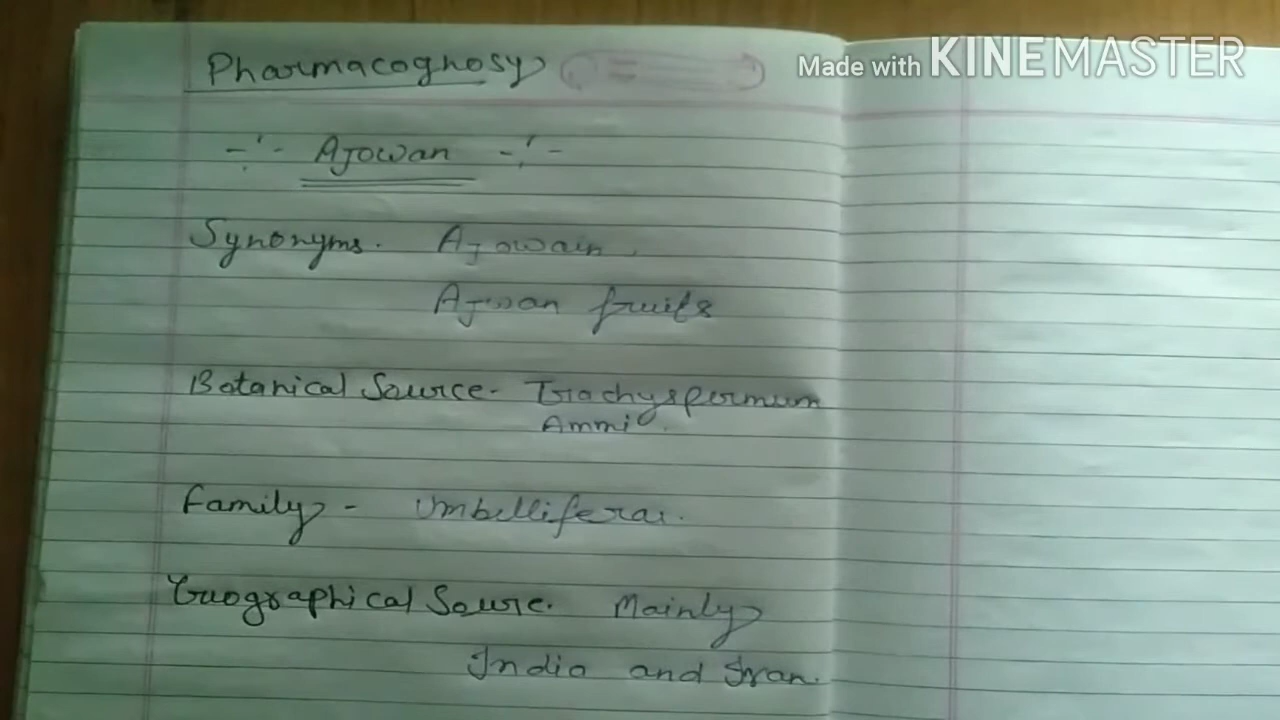 Pharmacognosy
Made with KINEMASTER
-:- Ajowan -:-
Synonyms. Ajowain.
Ajwan fruits
Botanical Source- Trachyspermum
Ammi.
Family - Umbelliferae.
Geographical Source. Mainly
India and Iran.